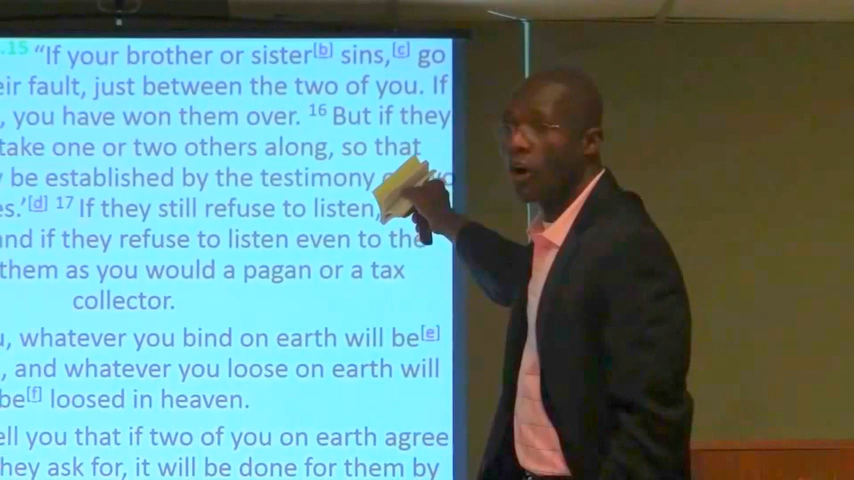 .15 "If your brother or sister[b] sins,[c] go
eir fault, just between the two of you. If
, you have won them over. 16 But if they
take one or two others along, so that
y be established by the testimony
es.'[d] 17 If they still refuse to listen,
nd if they refuse to listen even to the
them as you would a pagan or a tax
collector.
u, whatever you bind on earth will be[e]
, and whatever you loose on earth will
be[f] loosed in heaven.
ell you that if two of you on earth agree
hey ask for, it will be done for them by